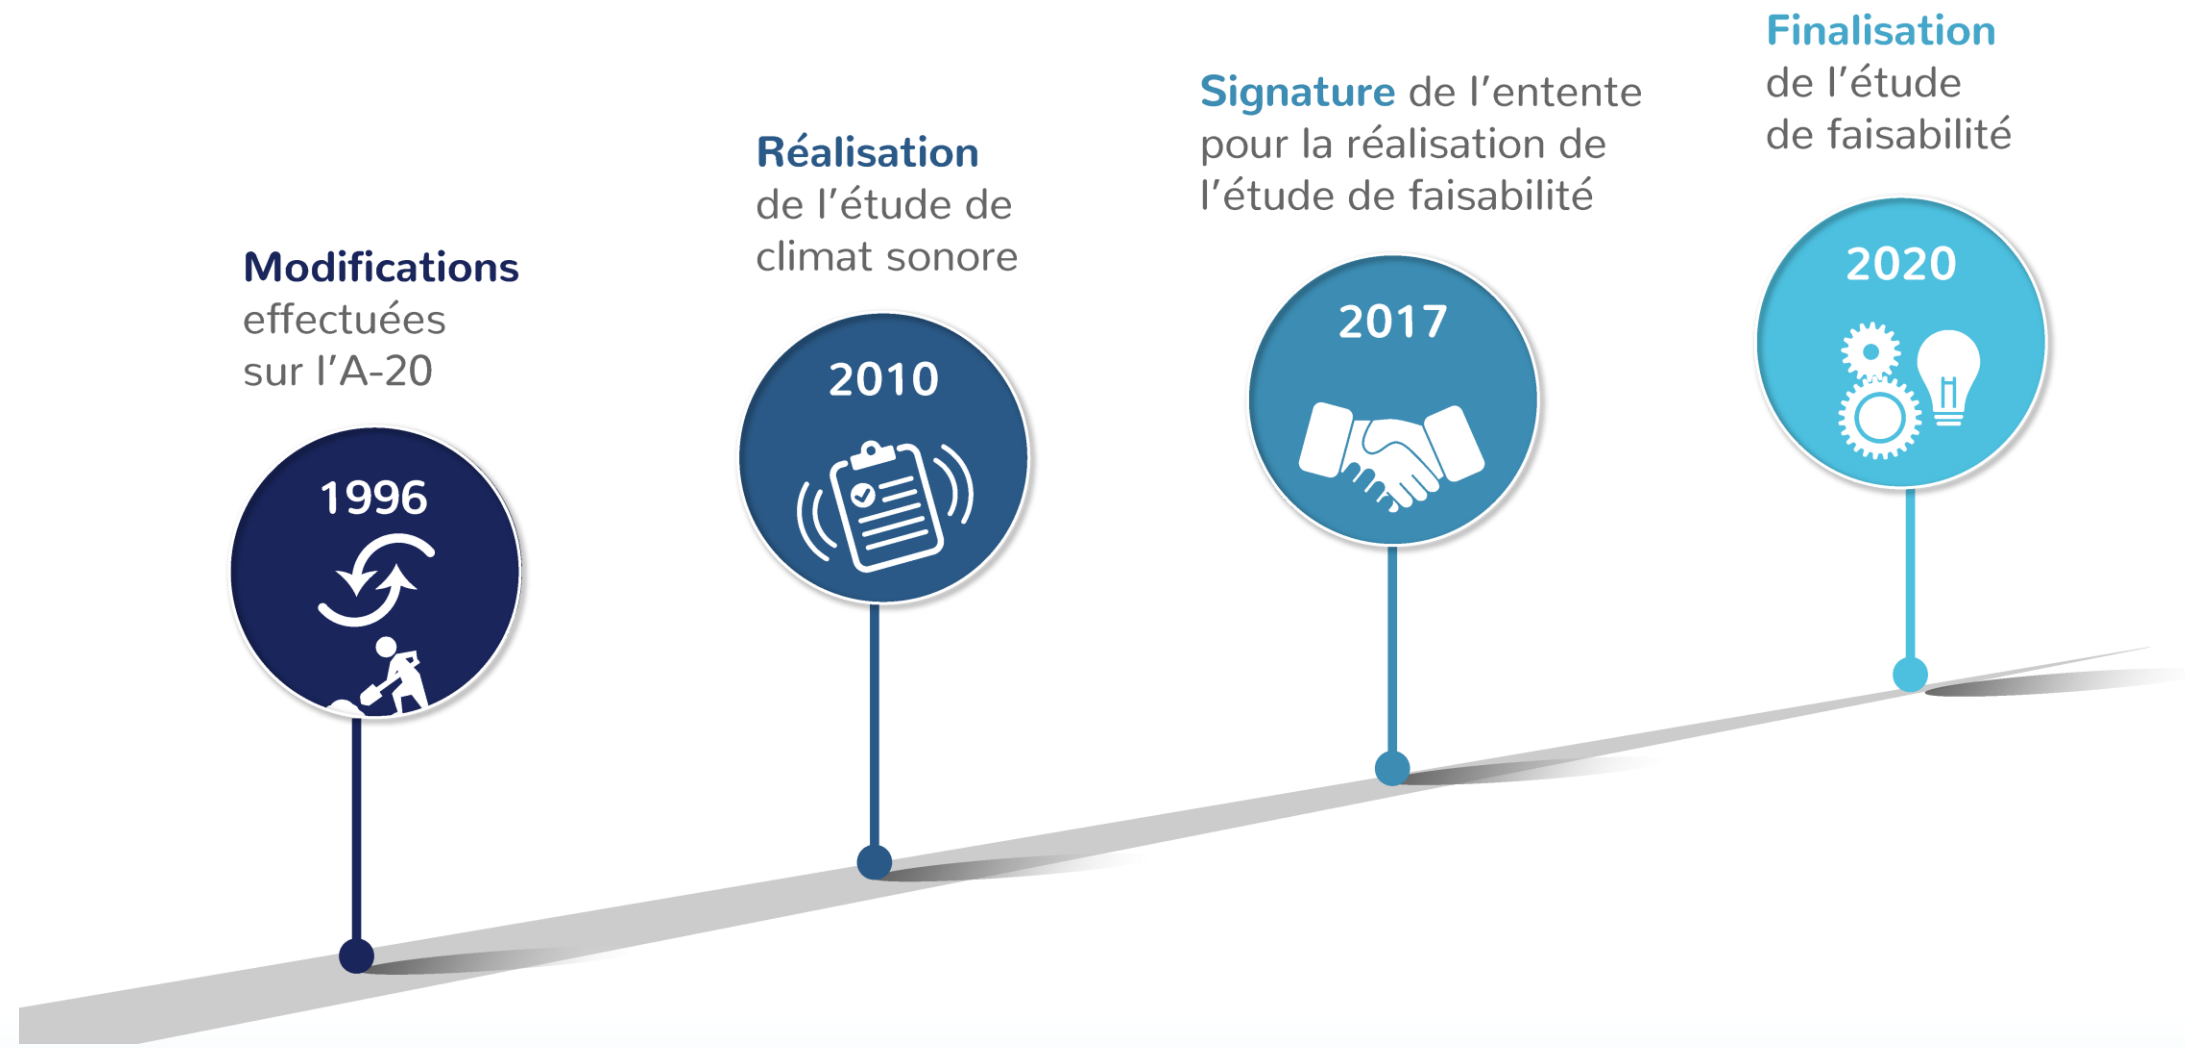 Modifications
effectuées
sur l'A-20
1996
Réalisation
de l'étude de
climat sonore
2010
Signature de l'entente
pour la réalisation de
l'étude de faisabilité
2017
Finalisation
de l'étude
de faisabilité
2020